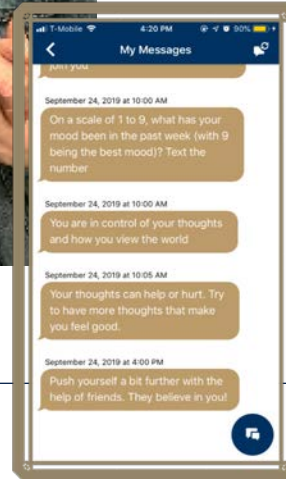 T-Mobile 4:20 PM 90%
My Messages
join you
September 24, 2019 at 10:00 AM
On a scale of 1 to 9, what has your
mood been in the past week (with 9
being the best mood)? Text the
number
September 24, 2019 at 10:00 AM
You are in control of your thoughts
and how you view the world
September 24, 2019 at 10:05 AM
Your thoughts can help or hurt. Try
to have more thoughts that make
you feel good.
September 24, 2019 at 4:00 PM
Push yourself a bit further with the
help of friends. They believe in you!